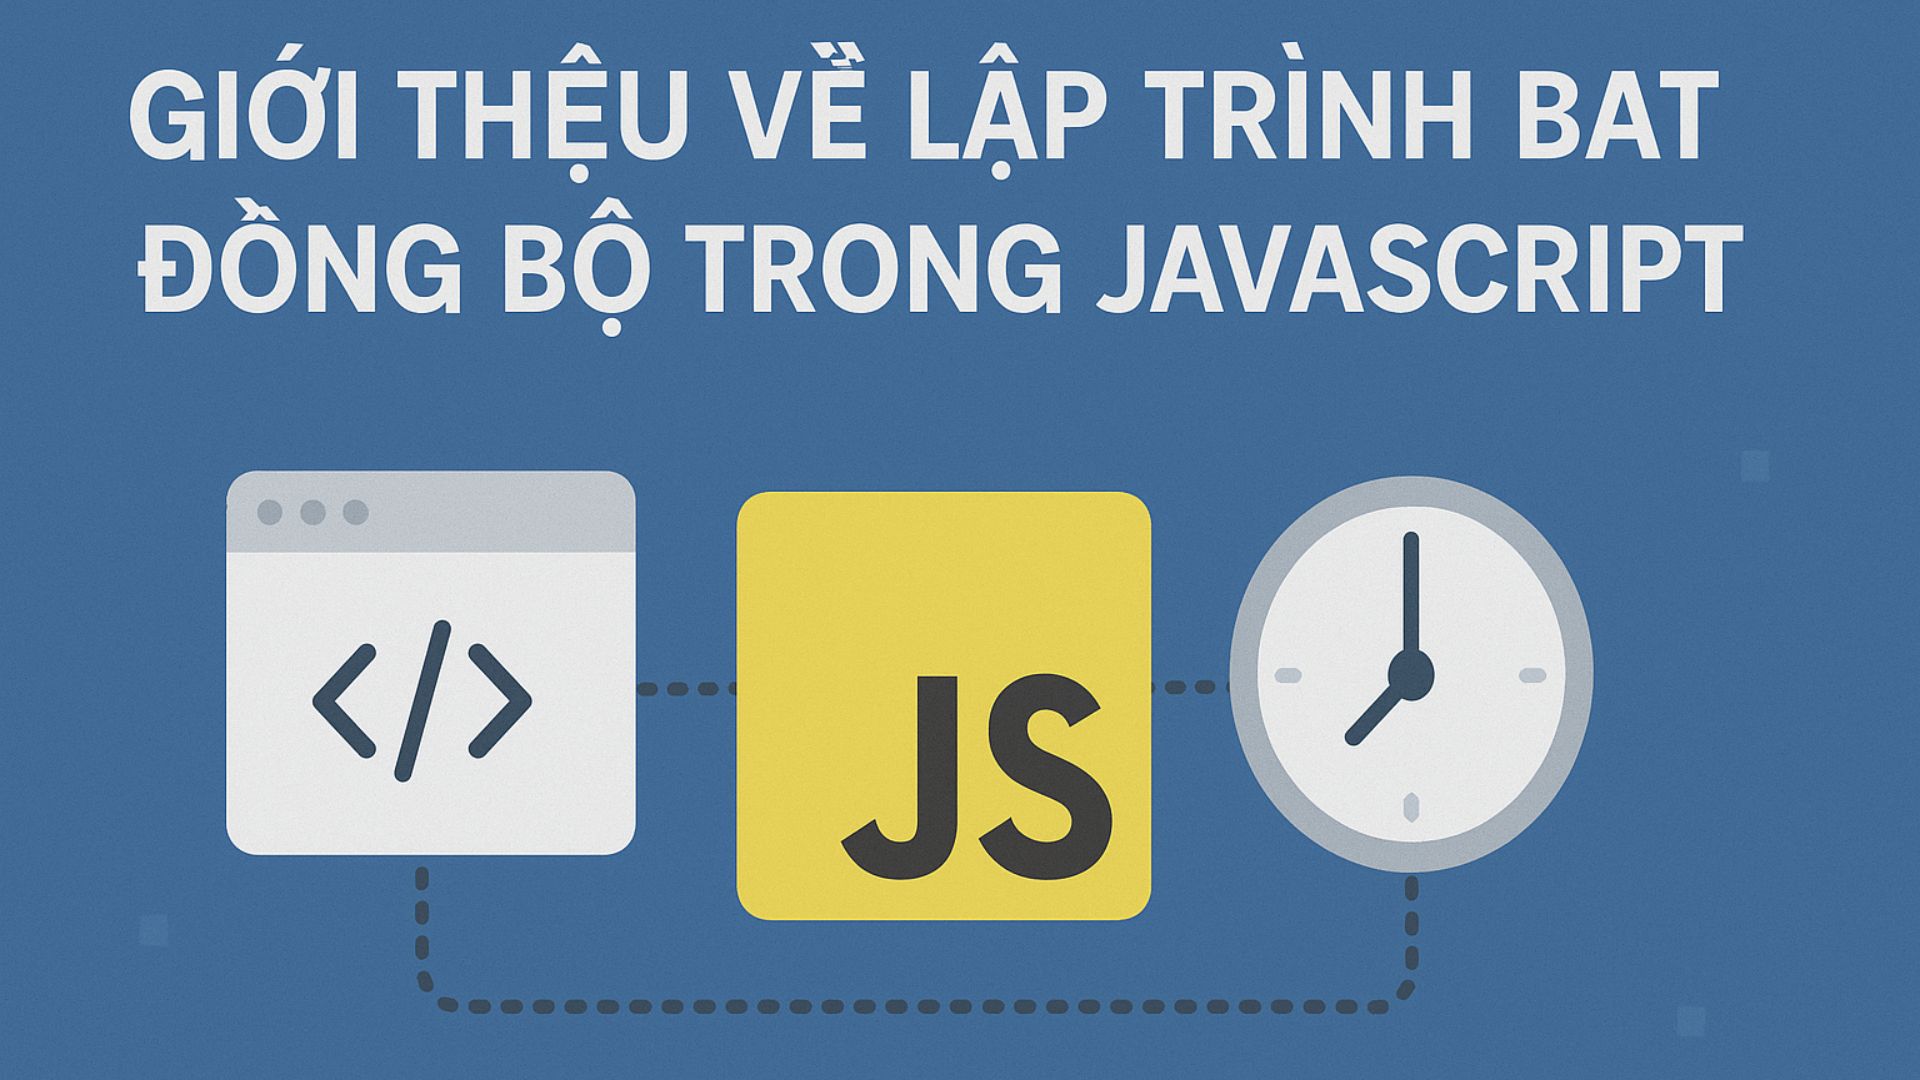 GIỚI THỆU VỀ LẬP TRÌNH BAT
ĐỒNG BỘ TRONG JAVASCRIPT
</>
JS